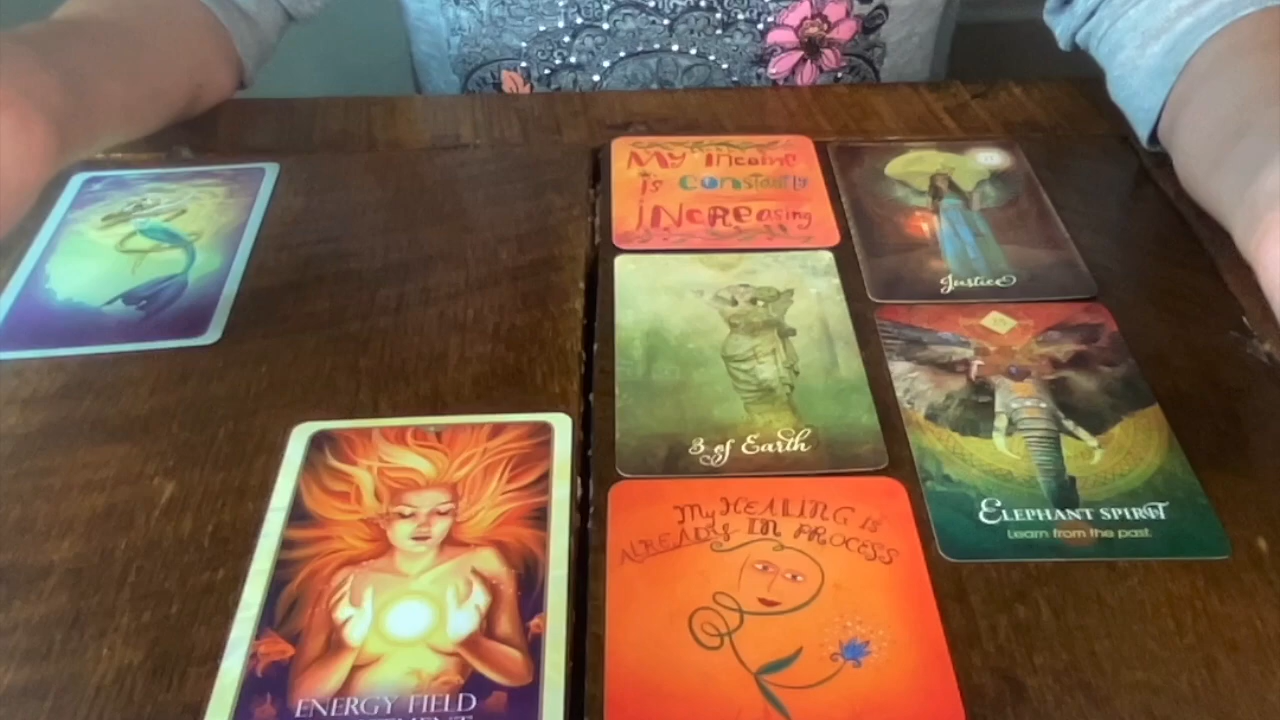 My Income
is constantly
INCREasing
Justice
3 of Earth
ELEPHANT SPIRIT
Learn from the past.
My HEALING IS
ALREADY IN PROCESS
ENERGY FIELD